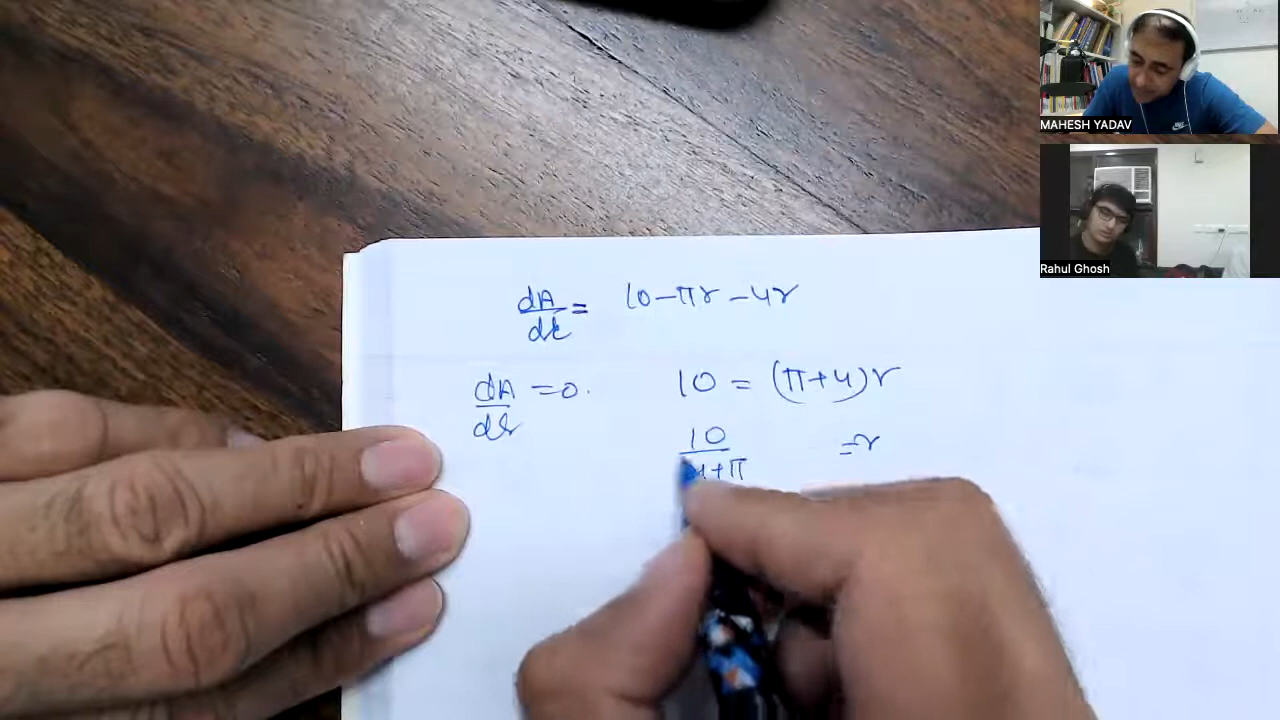 dA/dr = 10 - πr - 4r
dA/dr = 0. 10 = (π+4)r
10/4+π = r
MAHESH YADAV
Rahul Ghosh